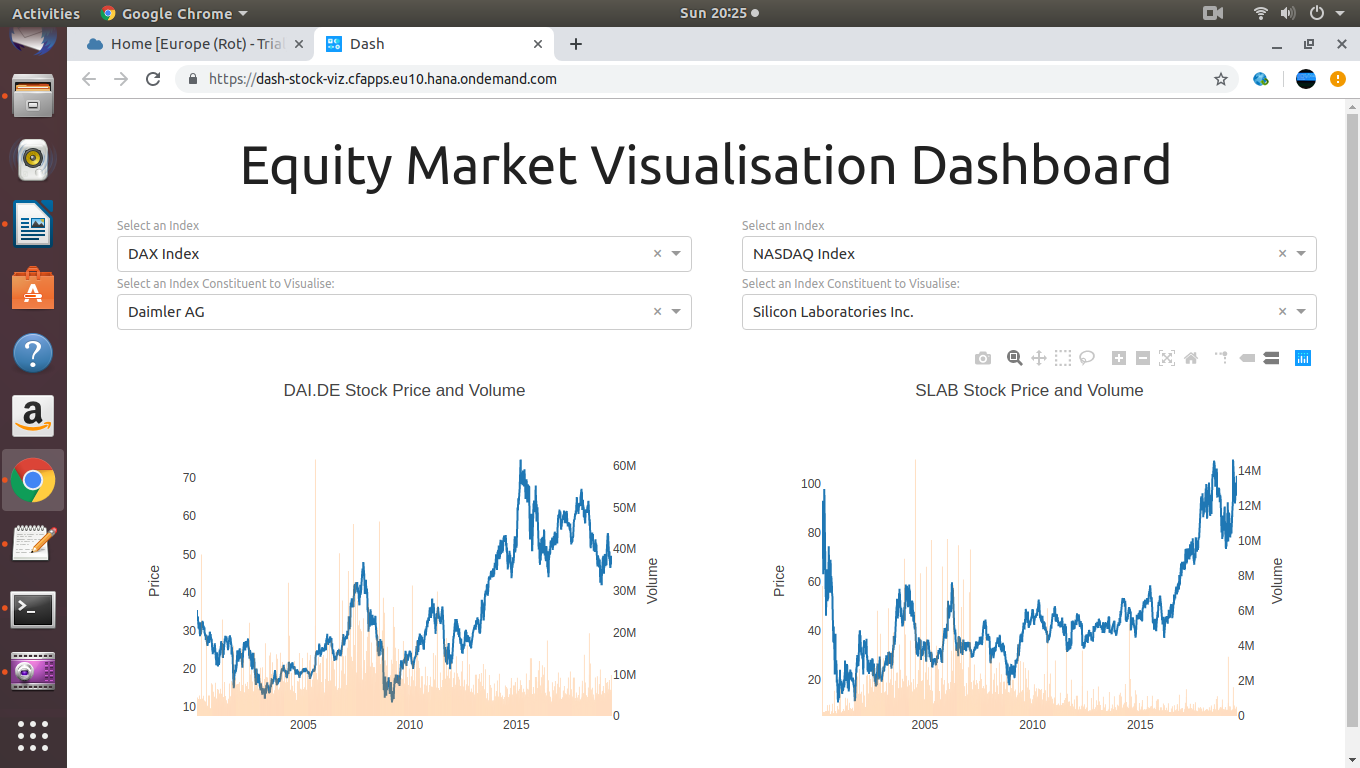 Activities Google Chrome Sun 20:25
Home [Europe (Rot) - Trial Dash
https://dash-stock-viz.cfapps.eu10.hana.ondemand.com
Equity Market Visualisation Dashboard
Select an Index
DAX Index
Select an Index Constituent to Visualise:
Daimler AG
Select an Index
NASDAQ Index
Select an Index Constituent to Visualise:
Silicon Laboratories Inc.
DAI.DE Stock Price and Volume
70
60
50
40
30
20
10
Price
60M
50M
40M
30M
20M
10M
0
Volume
2005 2010 2015
SLAB Stock Price and Volume
100
80
60
40
20
Price
14M
12M
10M
8M
6M
4M
2M
0
Volume
2005 2010 2015